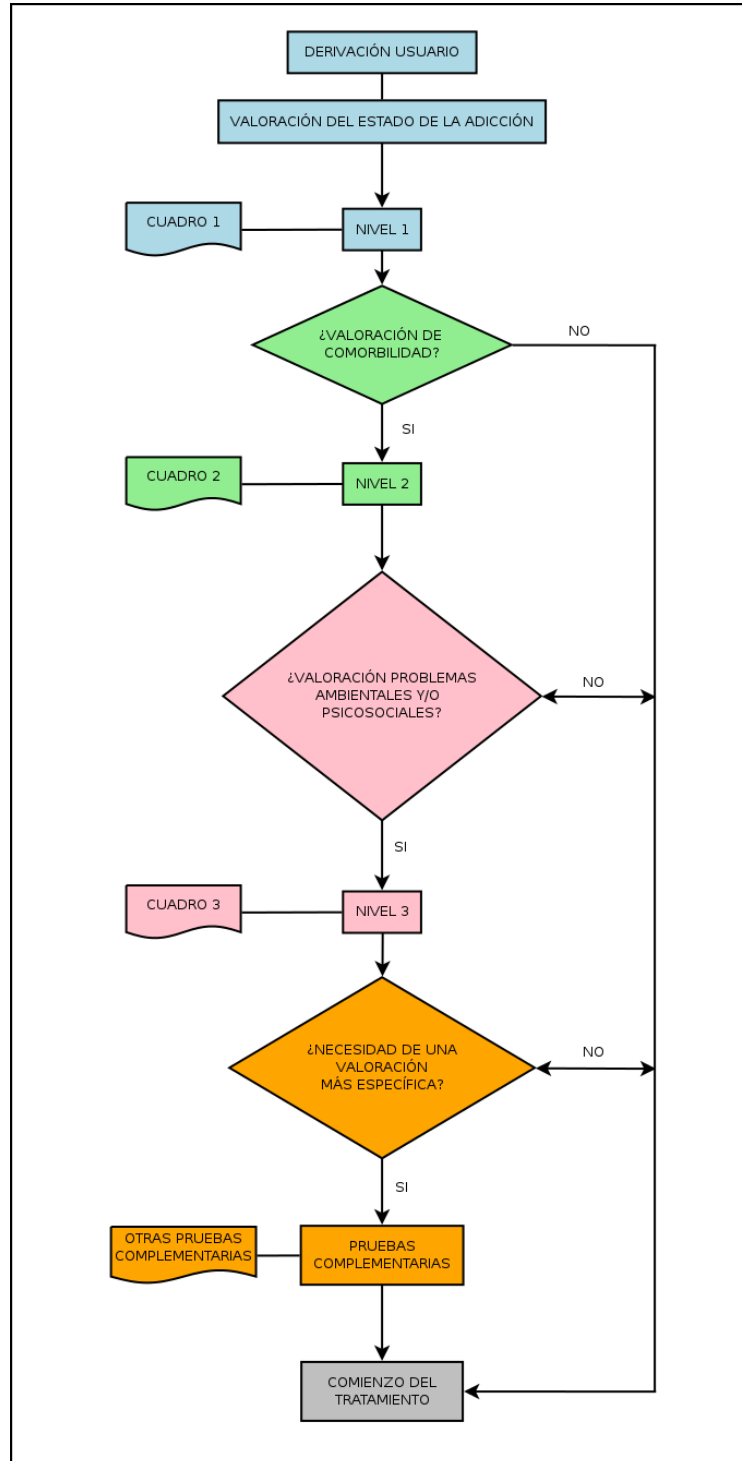 DERIVACIÓN USUARIO
VALORACIÓN DEL ESTADO DE LA ADICCIÓN
CUADRO 1
NIVEL 1
¿VALORACIÓN DE
COMORBILIDAD?
NO
SI
CUADRO 2
NIVEL 2
¿VALORACIÓN PROBLEMAS
AMBIENTALES Y/O
PSICOSOCIALES?
NO
SI
CUADRO 3
NIVEL 3
¿NECESIDAD DE UNA
VALORACIÓN
MÁS ESPECÍFICA?
NO
SI
OTRAS PRUEBAS
COMPLEMENTARIAS
PRUEBAS
COMPLEMENTARIAS
COMIENZO DEL
TRATAMIENTO